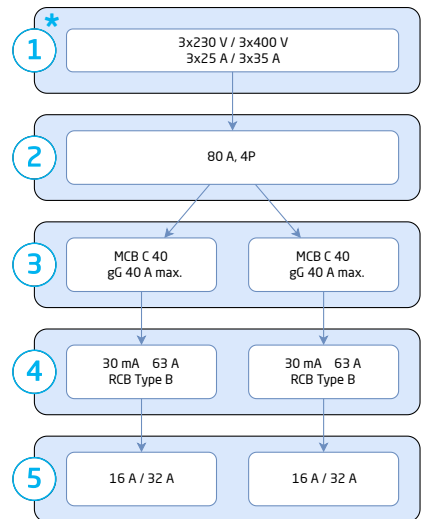 *
1
3x230 V / 3x400 V
3x25 A / 3x35 A
2
80 A, 4P
3
MCB C 40
gG 40 A max.
MCB C 40
gG 40 A max.
4
30 mA 63 A
RCB Type B
30 mA 63 A
RCB Type B
5
16 A / 32 A
16 A / 32 A